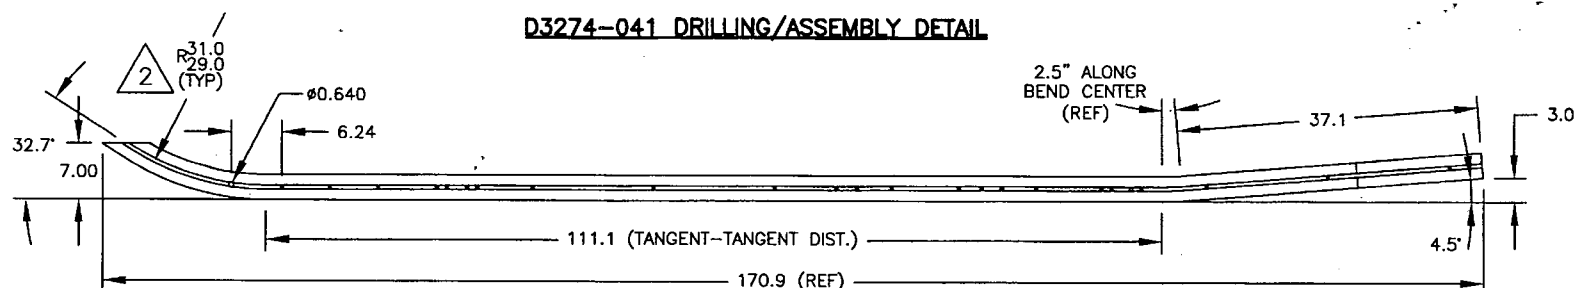 D3274-041 DRILLING/ASSEMBLY DETAIL
2
R31.0
29.0
(TYP)
ø0.640
6.24
32.7°
7.00
2.5" ALONG
BEND CENTER
(REF)
37.1
3.0
111.1 (TANGENT-TANGENT DIST.)
4.5°
170.9 (REF)